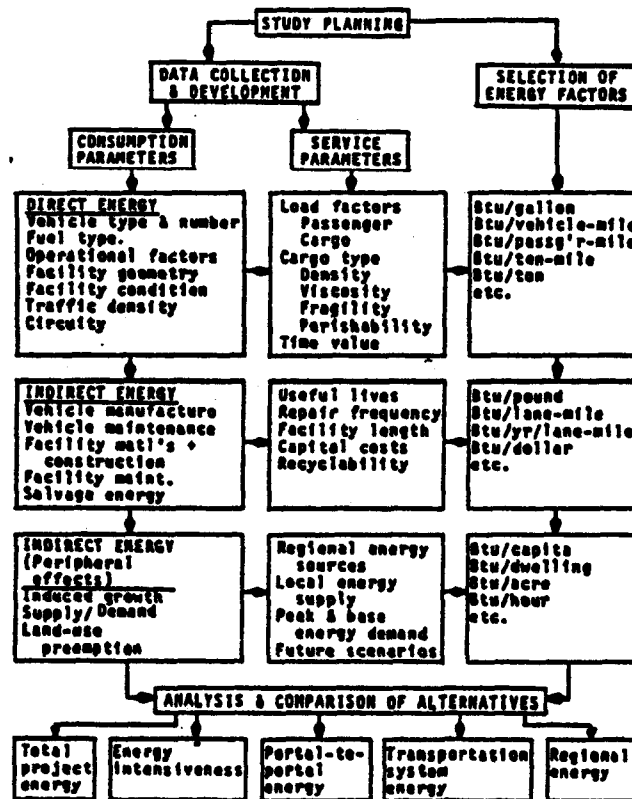 STUDY PLANNING
DATA COLLECTION
& DEVELOPMENT
SELECTION OF
ENERGY FACTORS
CONSUMPTION
PARAMETERS
SERVICE
PARAMETERS
DIRECT ENERGY
Vehicle type & number
Fuel type.
Operational factors
Facility geometry
Facility condition
Traffic density
Circuity
Load factors
Passenger
Cargo
Cargo type
Density
Viscosity
Fragility
Perishability
Time value
Btu/gallon
Btu/vehicle-mile
Btu/passg'r-mile
Btu/ton-mile
Btu/ton
etc.
INDIRECT ENERGY
Vehicle manufacture
Vehicle maintenance
Facility matl's +
construction
Facility maint.
Salvage energy
Useful lives
Repair frequency
Facility length
Capital costs
Recyclability
Btu/pound
Btu/lane-mile
Btu/yr/lane-mile
Btu/dollar
etc.
INDIRECT ENERGY
(Peripheral
effects)
Induced growth
Supply/Demand
Land-use
preemption
Regional energy
sources
Local energy
supply
Peak & base
energy demand
Future scenarios
Btu/capita
Btu/dwelling
Btu/acre
Btu/hour
etc.
ANALYSIS & COMPARISON OF ALTERNATIVES
Total
project
energy
Energy
intensiveness
Portal-to-
portal
energy
Transportation
system
energy
Regional
energy